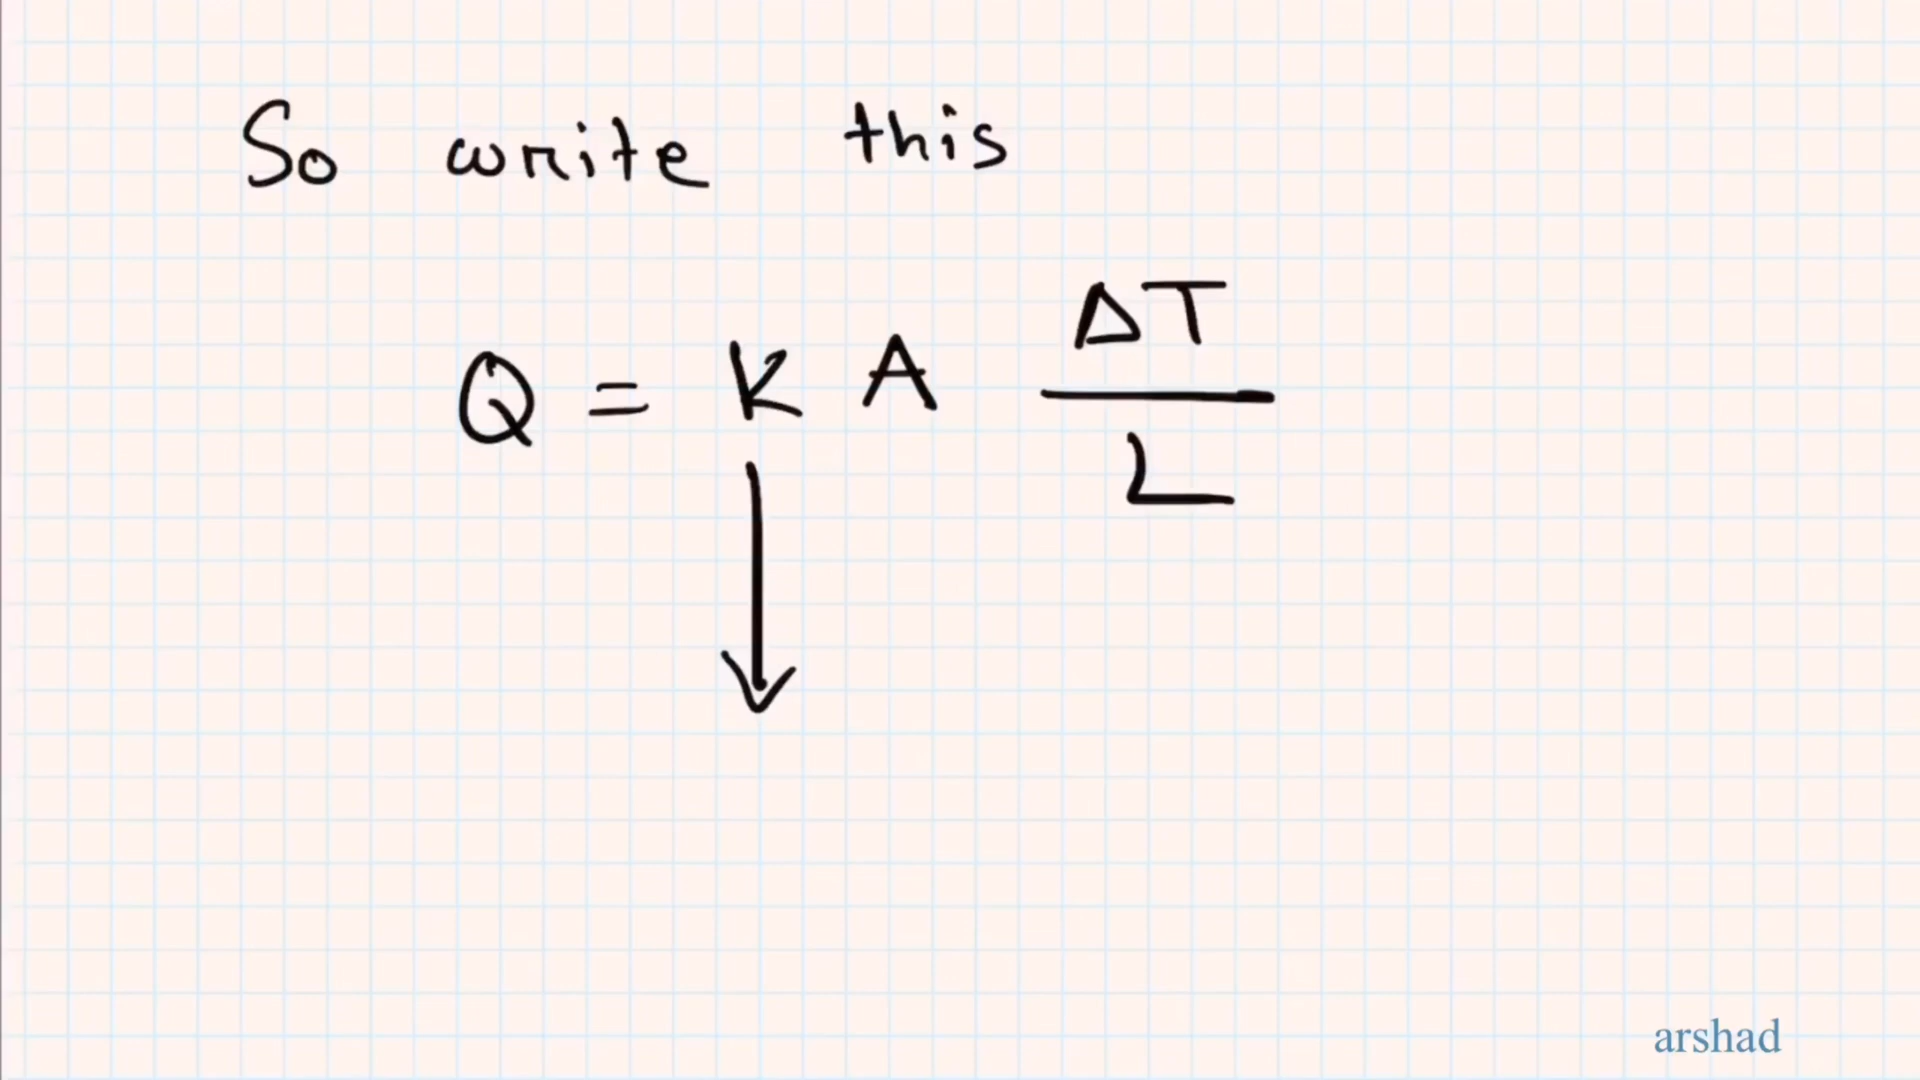 So write this
Q = K A ΔT / L
arshad